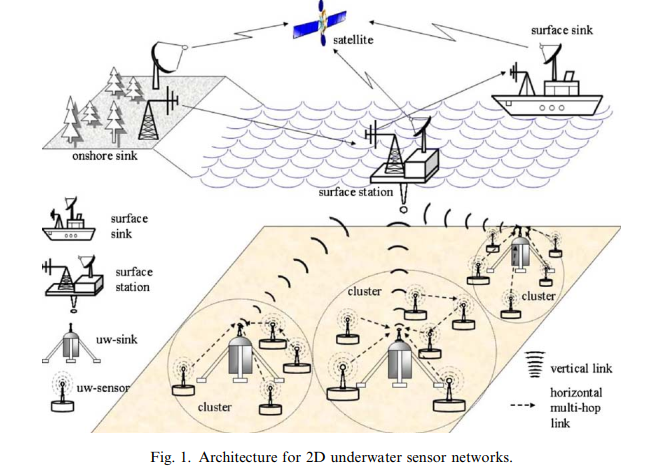 surface sink
satellite
onshore sink
surface station
surface
sink
surface
station
uw-sink
uw-sensor
cluster
cluster
cluster
vertical link
horizontal
multi-hop
link
Fig. 1. Architecture for 2D underwater sensor networks.